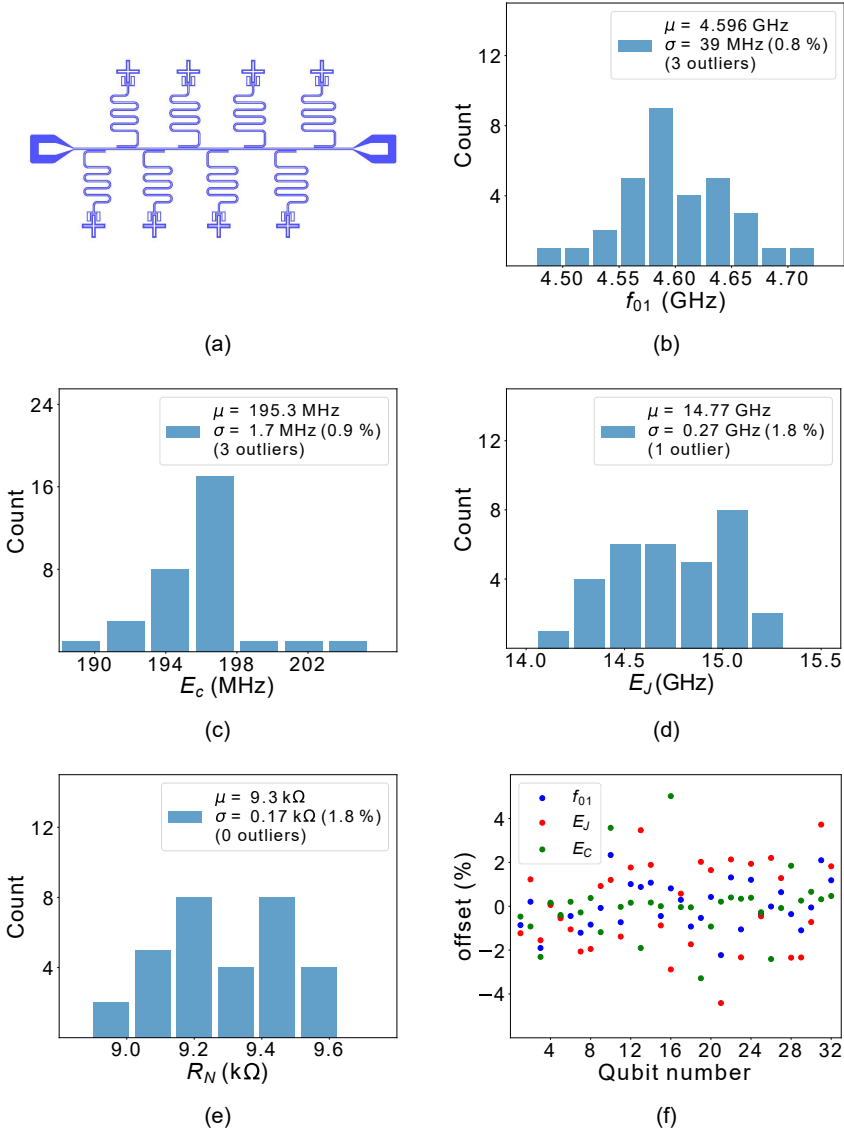 μ = 4.596 GHz
σ = 39 MHz (0.8 %)
(3 outliers)
12
8
4
Count
4.50 4.55 4.60 4.65 4.70
f01 (GHz)
(a)
(b)
μ = 195.3 MHz
σ = 1.7 MHz (0.9 %)
(3 outliers)
24
16
8
Count
190 194 198 202
Ec (MHz)
(c)
μ = 14.77 GHz
σ = 0.27 GHz (1.8 %)
(1 outlier)
12
8
4
Count
14.0 14.5 15.0 15.5
EJ (GHz)
(d)
μ = 9.3 kΩ
σ = 0.17 kΩ (1.8 %)
(0 outliers)
12
8
4
Count
9.0 9.2 9.4 9.6
RN (kΩ)
(e)
f01
EJ
EC
4
2
0
−2
−4
offset (%)
4 8 12 16 20 24 28 32
Qubit number
(f)